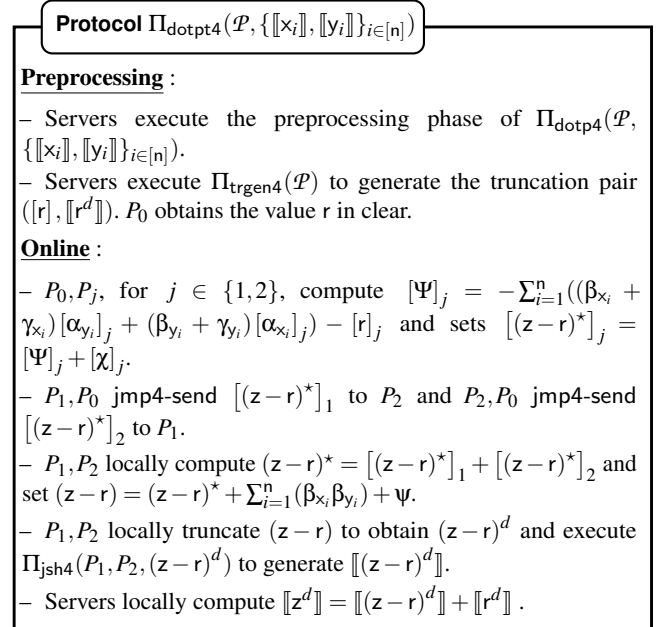 Protocol Π_dotpt4(𝒫, {⟦x_i⟧, ⟦y_i⟧}_{i∈[n]})
Preprocessing :
– Servers execute the preprocessing phase of Π_dotp4(𝒫,
{⟦x_i⟧, ⟦y_i⟧}_{i∈[n]}).
– Servers execute Π_trgen4(𝒫) to generate the truncation pair
([r], ⟦r^d⟧). P_0 obtains the value r in clear.
Online :
– P_0, P_j, for j ∈ {1,2}, compute [Ψ]_j = −∑_{i=1}^{n}((β_{x_i} +
γ_{x_i})[α_{y_i}]_j + (β_{y_i} + γ_{y_i})[α_{x_i}]_j) − [r]_j and sets [(z − r)^⋆]_j =
[Ψ]_j + [χ]_j.
– P_1, P_0 jmp4-send [(z − r)^⋆]_1 to P_2 and P_2, P_0 jmp4-send
[(z − r)^⋆]_2 to P_1.
– P_1, P_2 locally compute (z − r)^⋆ = [(z − r)^⋆]_1 + [(z − r)^⋆]_2 and
set (z − r) = (z − r)^⋆ + ∑_{i=1}^{n}(β_{x_i}β_{y_i}) + ψ.
– P_1, P_2 locally truncate (z − r) to obtain (z − r)^d and execute
Π_jsh4(P_1, P_2, (z − r)^d) to generate ⟦(z − r)^d⟧.
– Servers locally compute ⟦z^d⟧ = ⟦(z − r)^d⟧ + ⟦r^d⟧ .